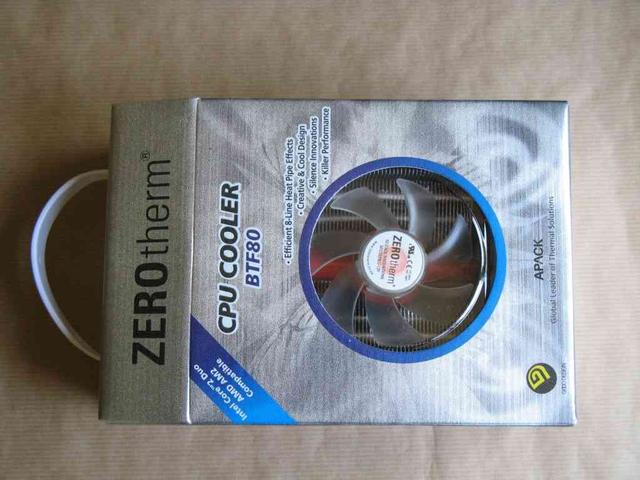 ZEROtherm®
CPU COOLER
BTF80
• Efficient 8-Line Heat Pipe Effects
• Creative & Cool Design
• Silence Innovations
• Killer Performance
Intel Core™2 Duo
AMD AM2
Compatible
ZEROtherm®
APACK
Global Leader of Thermal Solutions